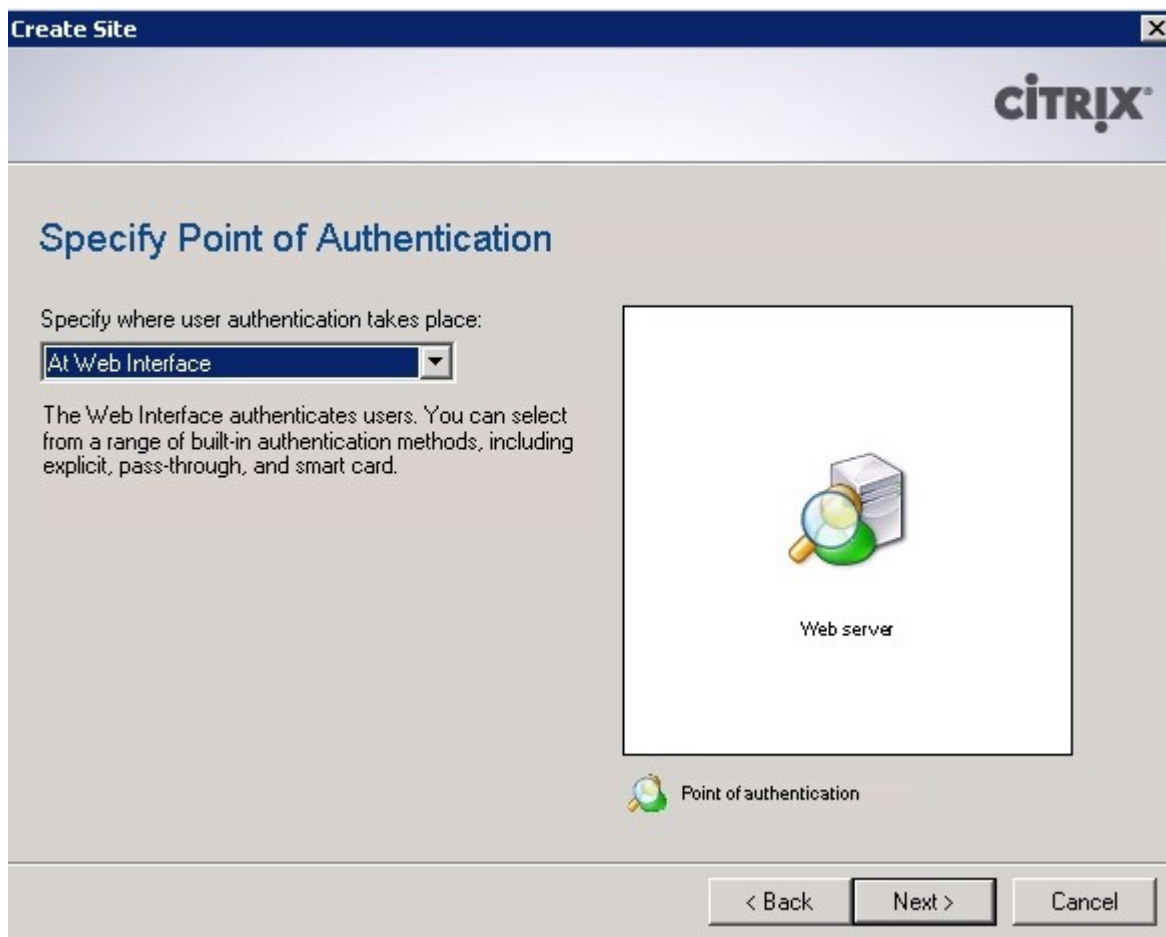 Create Site
CİTRIX
Specify Point of Authentication
Specify where user authentication takes place:
At Web Interface
The Web Interface authenticates users. You can select
from a range of built-in authentication methods, including
explicit, pass-through, and smart card.
Web server
Point of authentication
< Back
Next >
Cancel